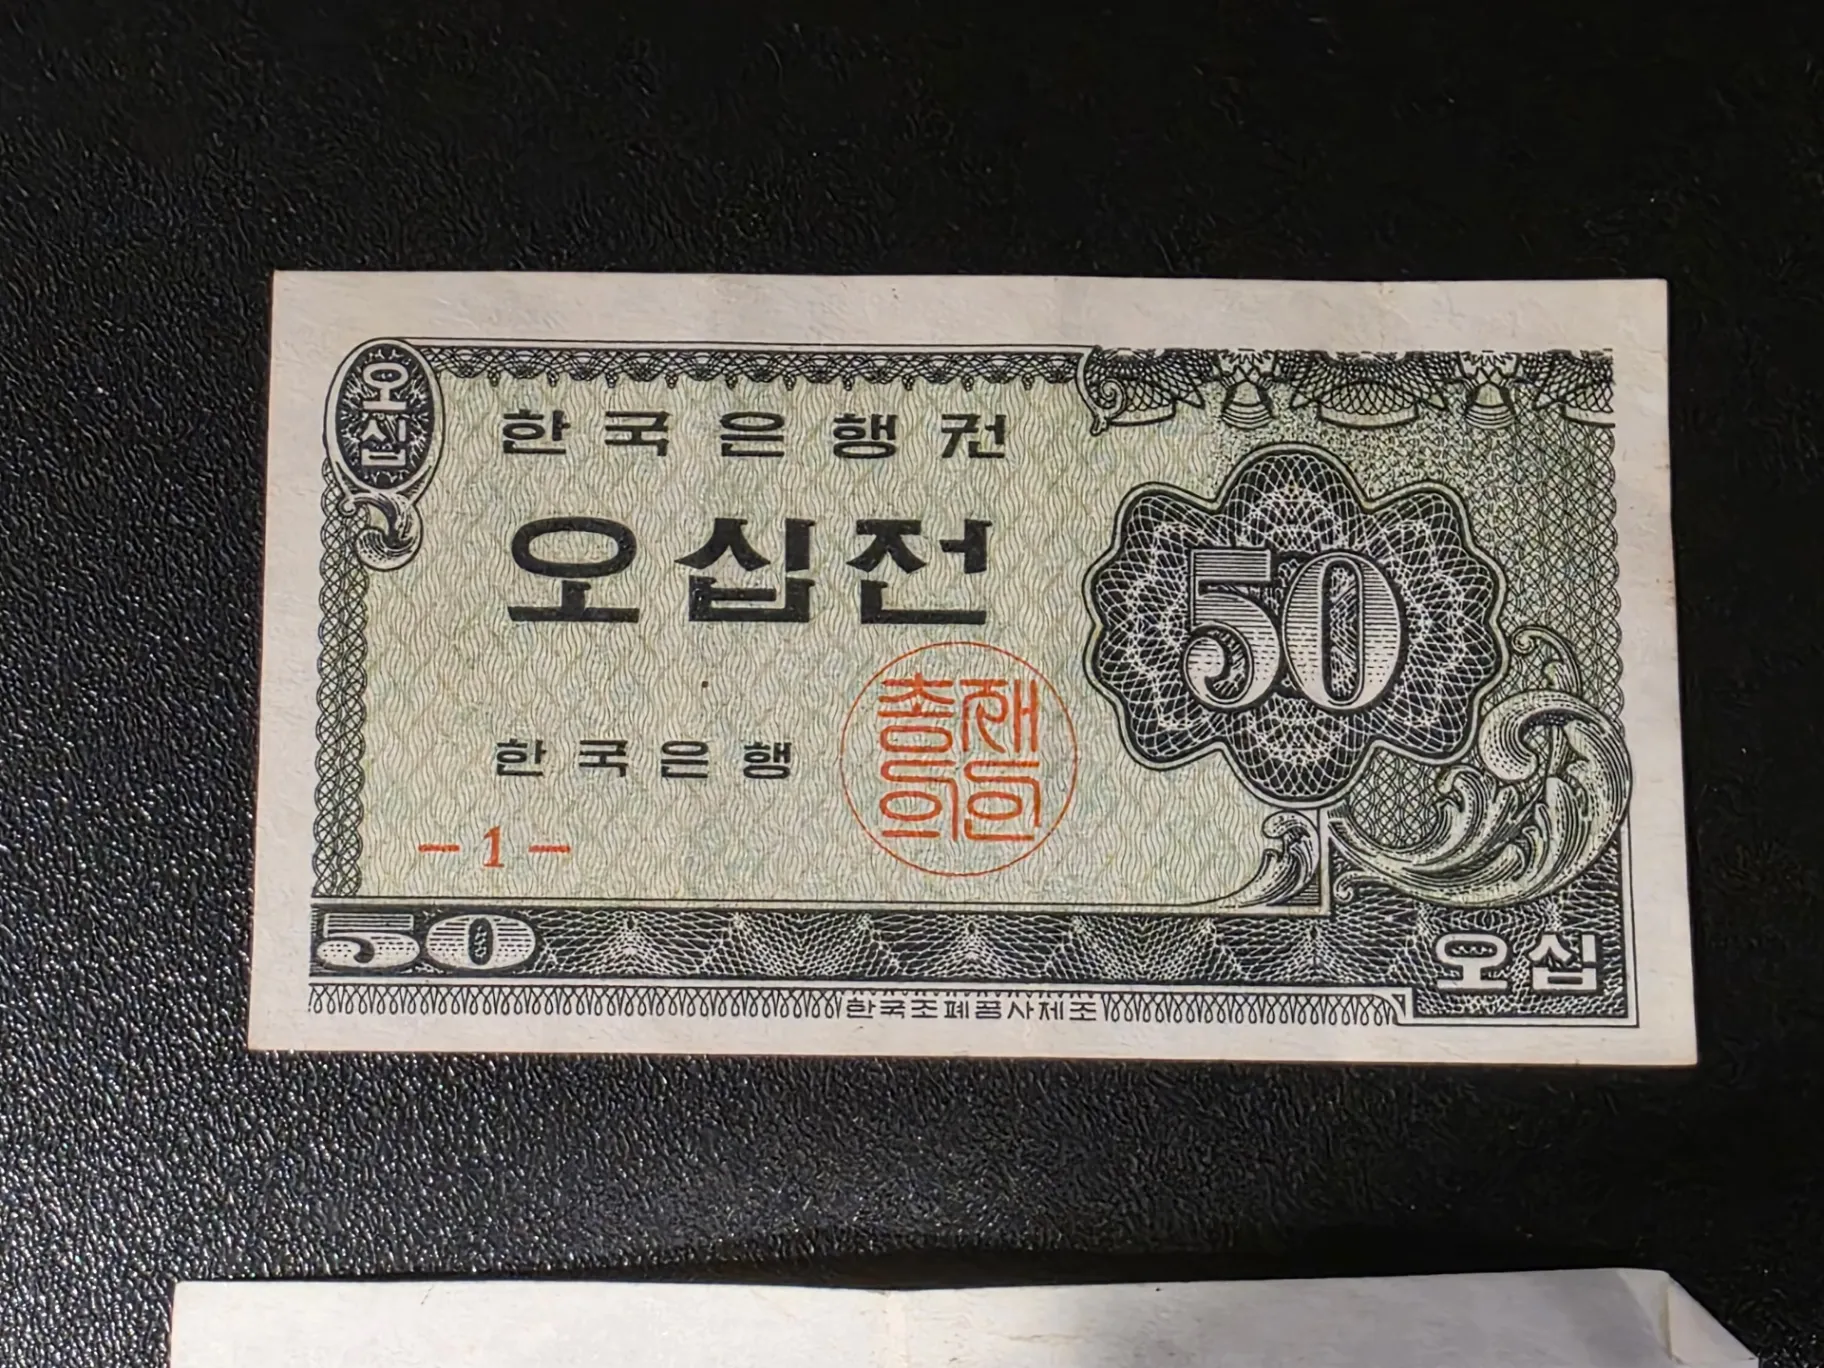 오십
한국은행권
오십전
50
총재
의인
한국은행
- 1 -
50
오십
한국조폐공사제조